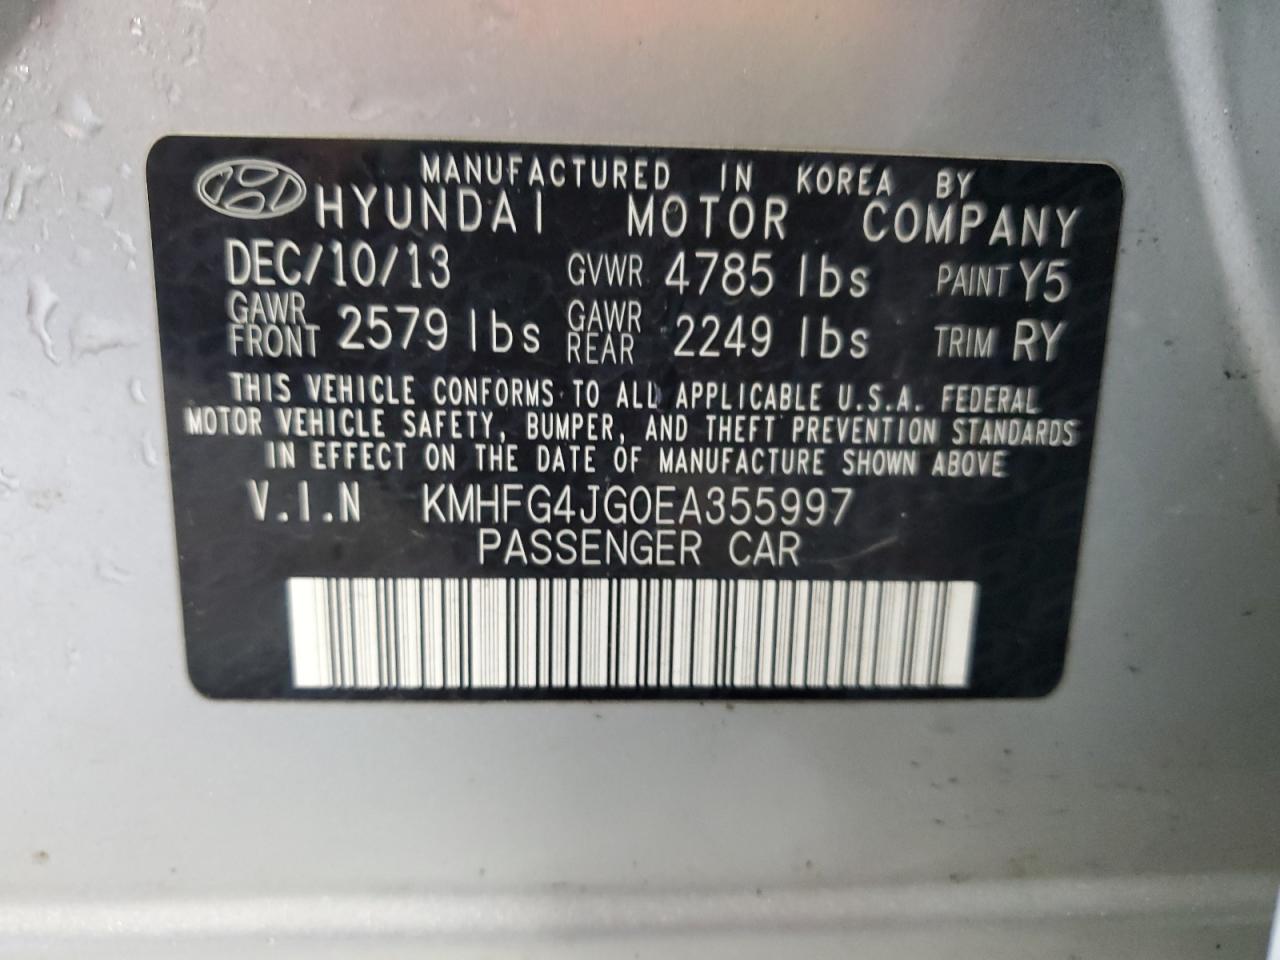 MANUFACTURED IN KOREA BY
HYUNDAI MOTOR COMPANY
DEC/10/13 GVWR 4785 lbs PAINT Y5
GAWR FRONT 2579 lbs GAWR REAR 2249 lbs TRIM RY
THIS VEHICLE CONFORMS TO ALL APPLICABLE U.S.A. FEDERAL
MOTOR VEHICLE SAFETY, BUMPER, AND THEFT PREVENTION STANDARDS
IN EFFECT ON THE DATE OF MANUFACTURE SHOWN ABOVE
V.I.N KMHFG4JG0EA355997
PASSENGER CAR